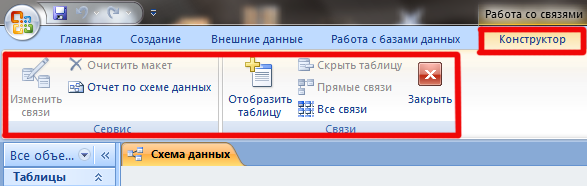 Работа со связями
Главная Создание Внешние данные Работа с базами данных Конструктор
Изменить связи
Очистить макет
Отчет по схеме данных
Сервис
Отобразить таблицу
Скрыть таблицу
Прямые связи
Все связи
Закрыть
Связи
Все объе...
Схема данных
Таблицы